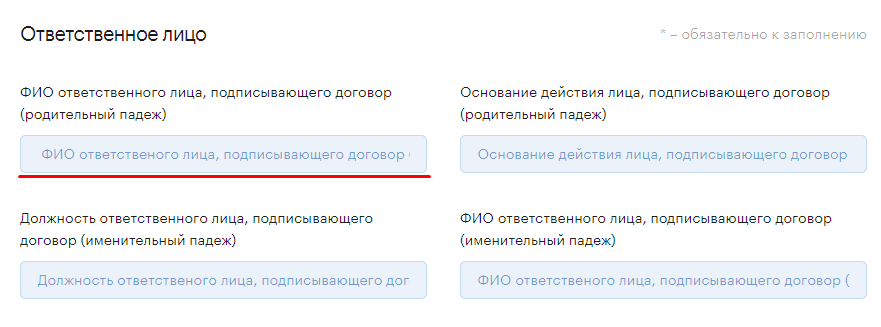 Ответственное лицо
* – обязательно к заполнению
ФИО ответственного лица, подписывающего договор
(родительный падеж)
ФИО ответственого лица, подписывающего договор (
Основание действия лица, подписывающего договор
(родительный падеж)
Основание действия лица, подписывающего договор
Должность ответственного лица, подписывающего
договор (именительный падеж)
Должность ответственого лица, подписывающего дог
ФИО ответственного лица, подписывающего договор
(именительный падеж)
ФИО ответственого лица, подписывающего договор (